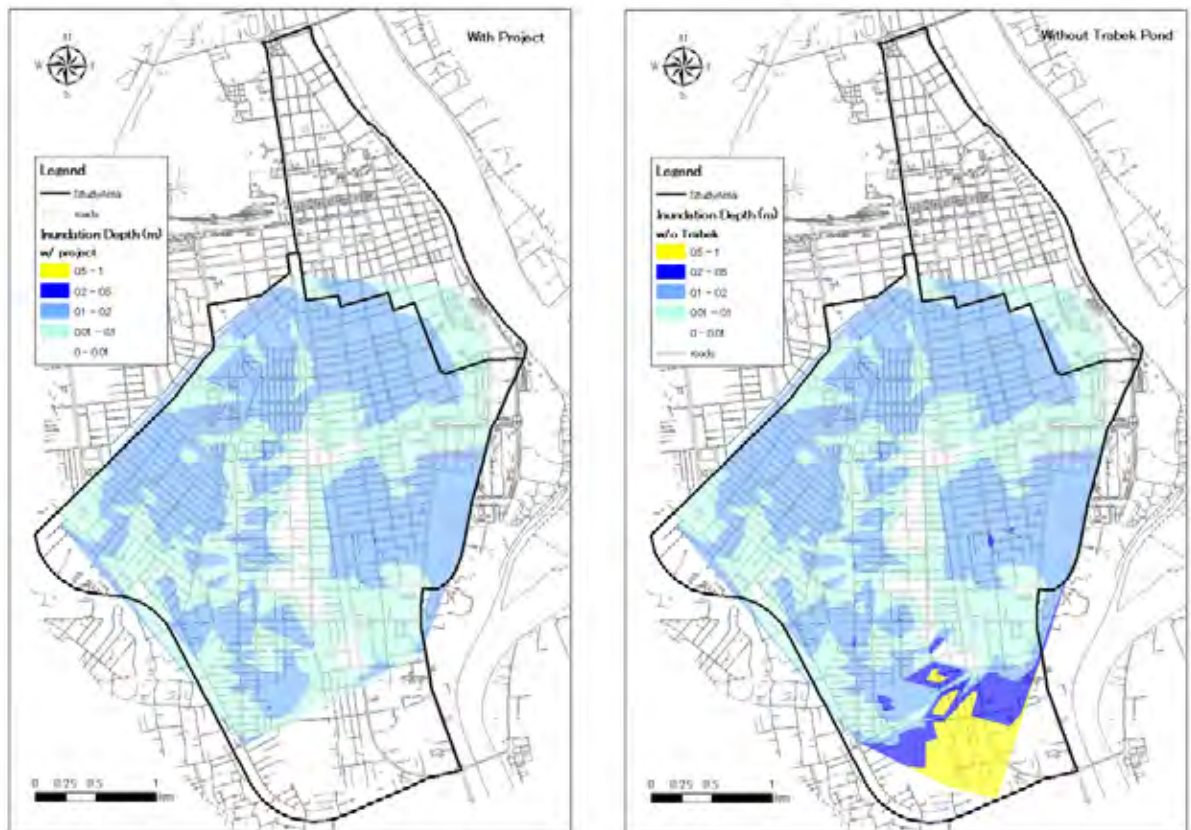 With Project
N
W
S
Legend
StudyArea
roads
Inundation Depth (m)
w/ project
0.5 - 1
0.2 - 0.5
0.1 - 0.2
0.01 - 0.1
0 - 0.01
0 0.25 0.5 1
km
Without Trabek Pond
N
W
S
Legend
StudyArea
Inundation Depth (m)
w/o Trabek
0.5 - 1
0.2 - 0.5
0.1 - 0.2
0.01 - 0.1
0 - 0.01
roads
0 0.25 0.5 1
km